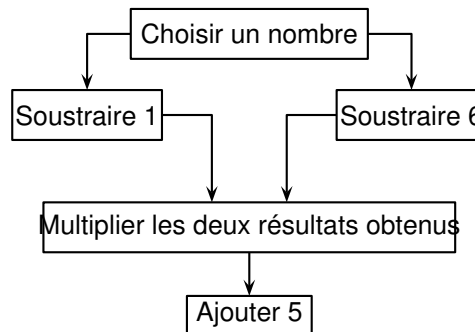 Choisir un nombre
Soustraire 1
Soustraire 6
Multiplier les deux résultats obtenus
Ajouter 5